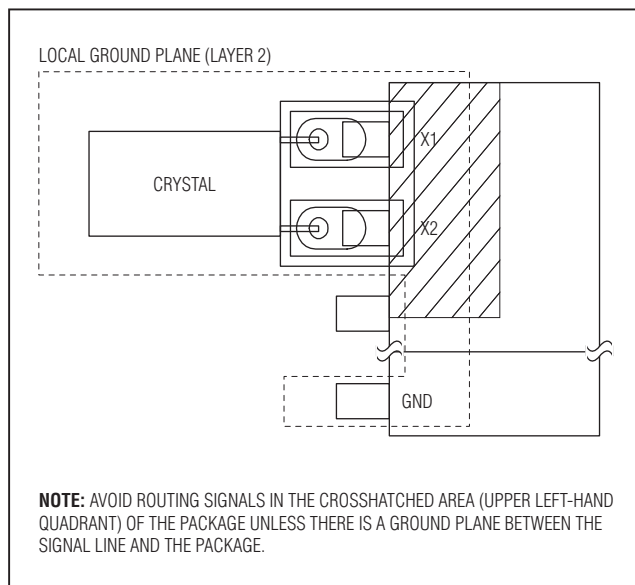 LOCAL GROUND PLANE (LAYER 2)
CRYSTAL
X1
X2
GND
NOTE: AVOID ROUTING SIGNALS IN THE CROSSHATCHED AREA (UPPER LEFT-HAND
QUADRANT) OF THE PACKAGE UNLESS THERE IS A GROUND PLANE BETWEEN THE
SIGNAL LINE AND THE PACKAGE.